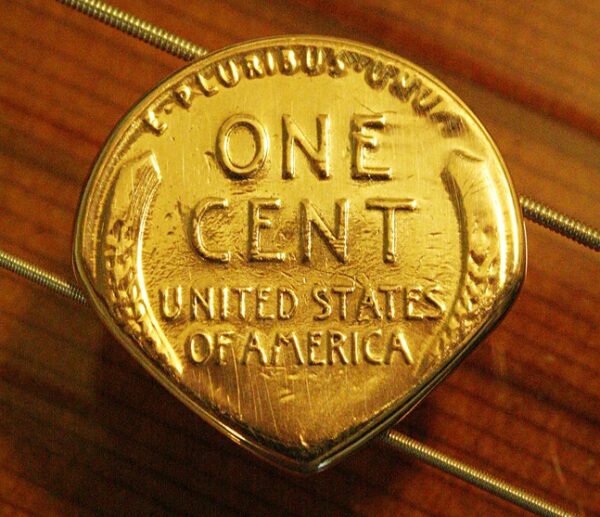 E·PLURIBUS·UNUM
ONE
CENT
UNITED STATES
OF AMERICA